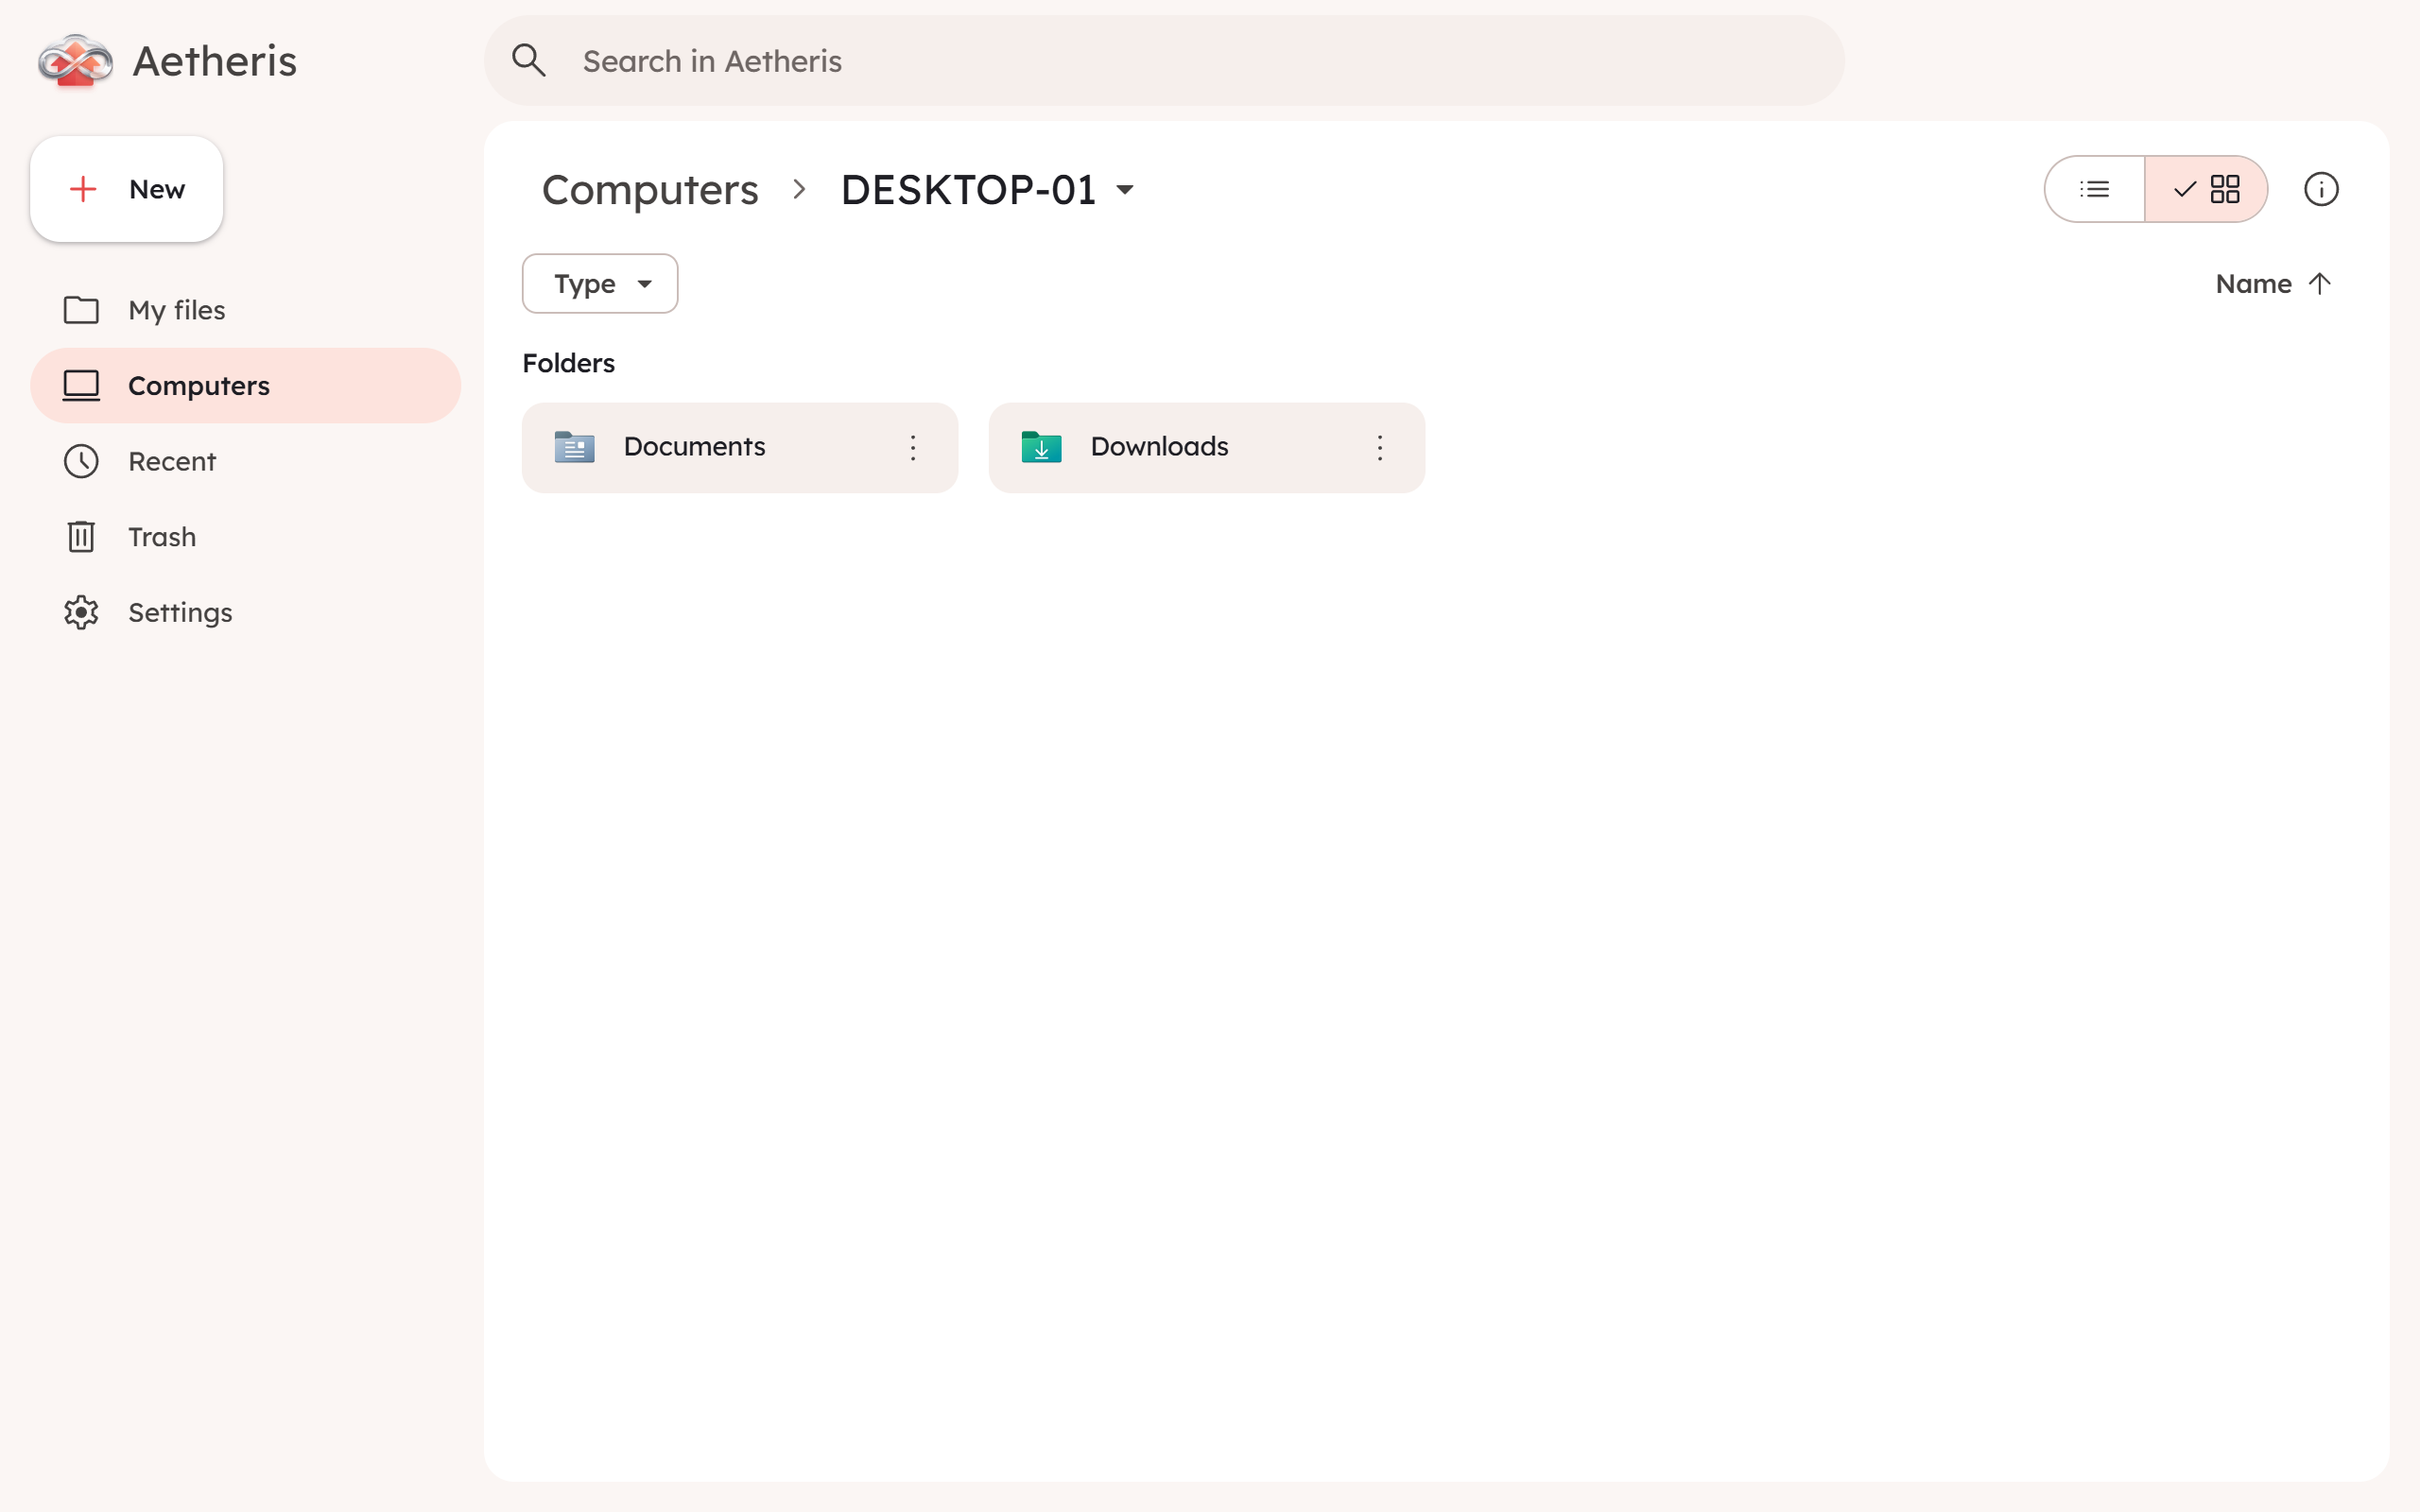 Aetheris
Search in Aetheris
New
My files
Computers
Recent
Trash
Settings
Computers
DESKTOP-01
Type
Name
Folders
Documents
Downloads